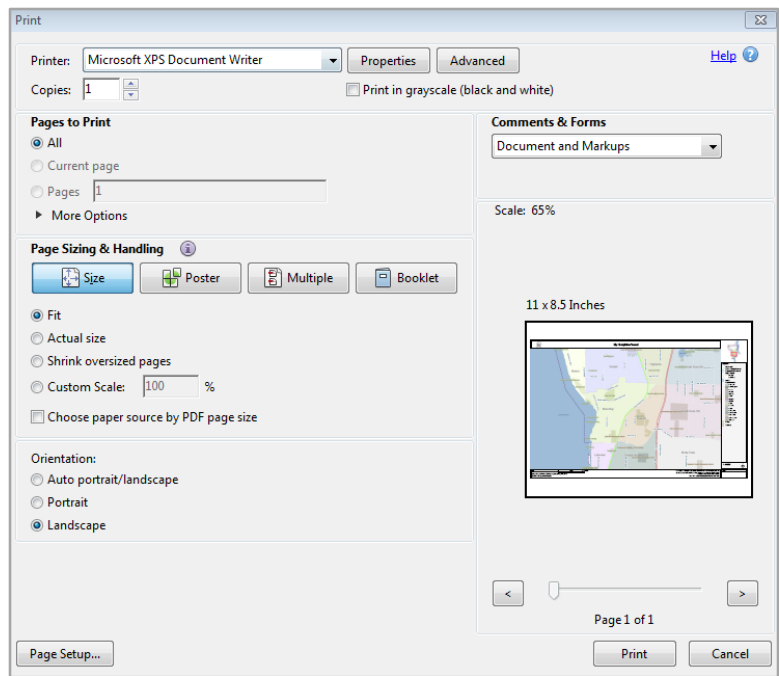 Print
Printer: Microsoft XPS Document Writer Properties Advanced Help
Copies: 1 Print in grayscale (black and white)
Pages to Print
All
Current page
Pages 1
More Options
Comments & Forms
Document and Markups
Scale: 65%
Page Sizing & Handling
Size Poster Multiple Booklet
Fit
Actual size
Shrink oversized pages
Custom Scale: 100 %
Choose paper source by PDF page size
Orientation:
Auto portrait/landscape
Portrait
Landscape
11 x 8.5 Inches
< >
Page 1 of 1
Page Setup... Print Cancel